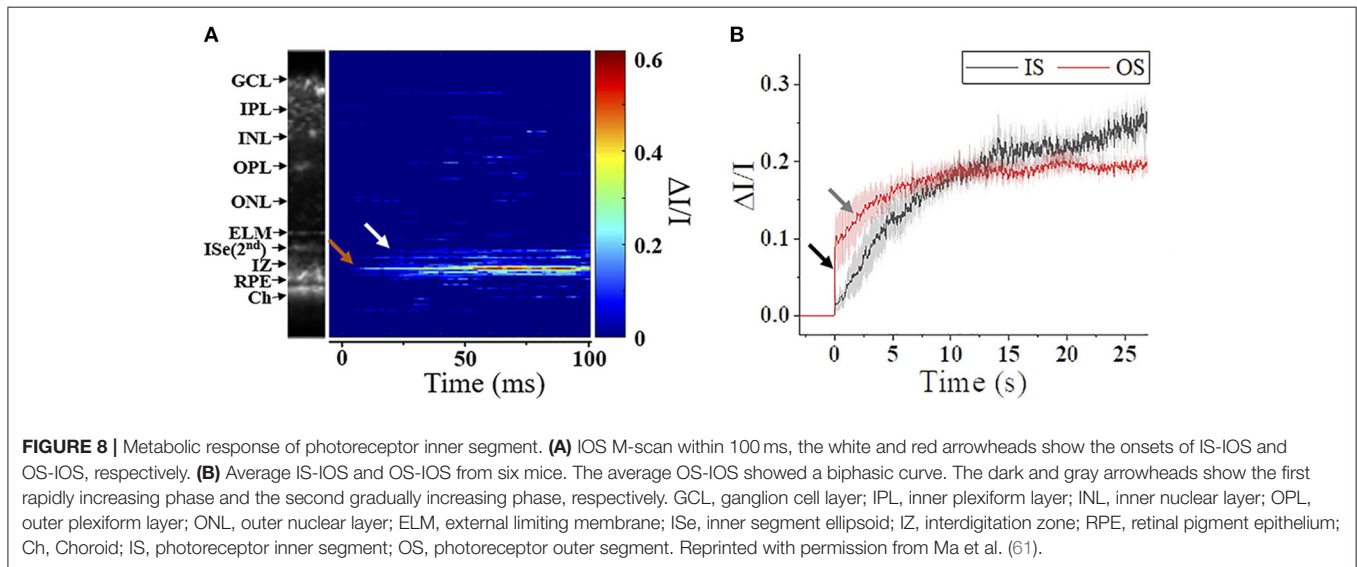 A
GCL
IPL
INL
OPL
ONL
ELM
ISe(2nd)
IZ
RPE
Ch
0 50 100
Time (ms)
0.6
0.4
0.2
0
I/IΔ
B
IS OS
0.3
0.2
0.1
0.0
ΔI/I
0 5 10 15 20 25
Time (s)
FIGURE 8 | Metabolic response of photoreceptor inner segment. (A) IOS M-scan within 100 ms, the white and red arrowheads show the onsets of IS-IOS and
OS-IOS, respectively. (B) Average IS-IOS and OS-IOS from six mice. The average OS-IOS showed a biphasic curve. The dark and gray arrowheads show the first
rapidly increasing phase and the second gradually increasing phase, respectively. GCL, ganglion cell layer; IPL, inner plexiform layer; INL, inner nuclear layer; OPL,
outer plexiform layer; ONL, outer nuclear layer; ELM, external limiting membrane; ISe, inner segment ellipsoid; IZ, interdigitation zone; RPE, retinal pigment epithelium;
Ch, Choroid; IS, photoreceptor inner segment; OS, photoreceptor outer segment. Reprinted with permission from Ma et al. (61).